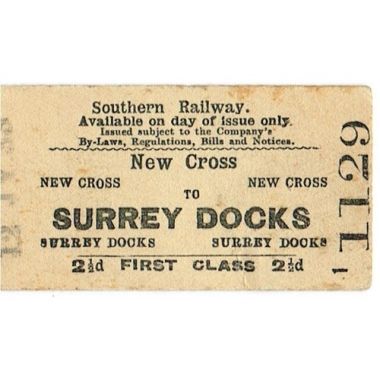 Southern Railway.
Available on day of issue only.
Issued subject to the Company's
By-Laws, Regulations, Bills and Notices.
New Cross
NEW CROSS NEW CROSS
TO
SURREY DOCKS
SURREY DOCKS SURREY DOCKS
2½d FIRST CLASS 2½d